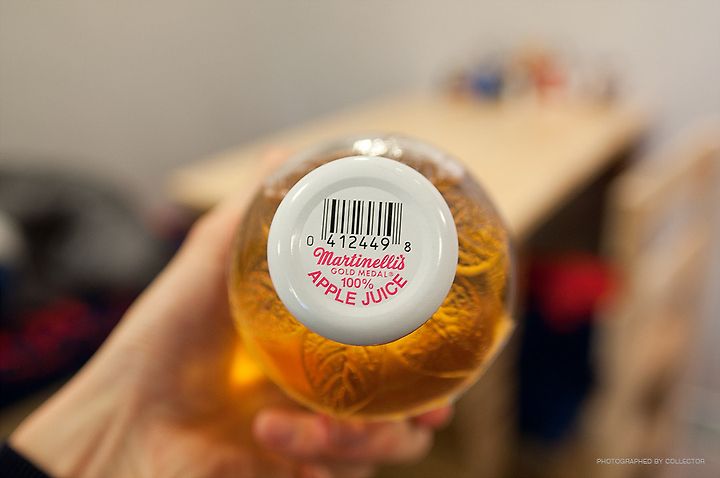 0 412449 8
Martinelli's
GOLD MEDAL®
100%
APPLE JUICE
PHOTOGRAPHED BY COLLECTOR